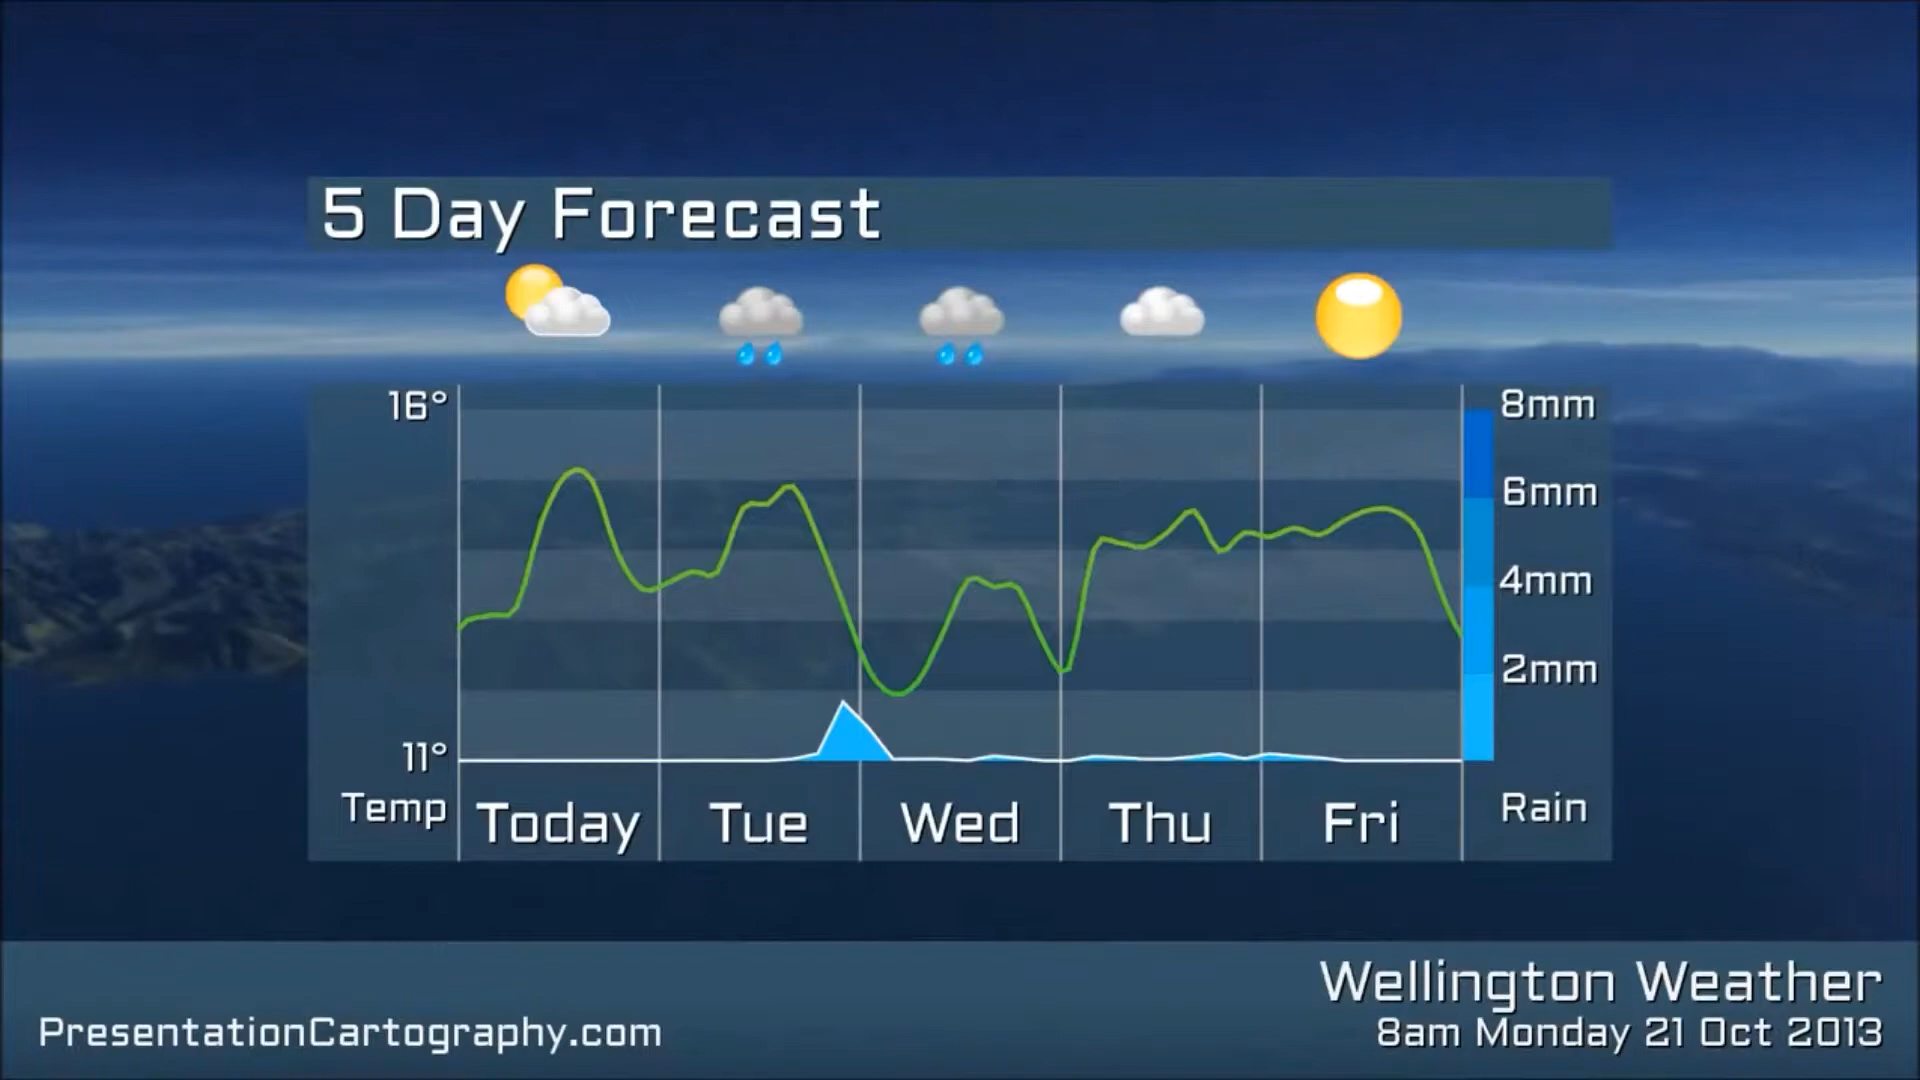 5 Day Forecast
16°
11°
Temp
Today
Tue
Wed
Thu
Fri
8mm
6mm
4mm
2mm
Rain
Wellington Weather
8am Monday 21 Oct 2013
PresentationCartography.com